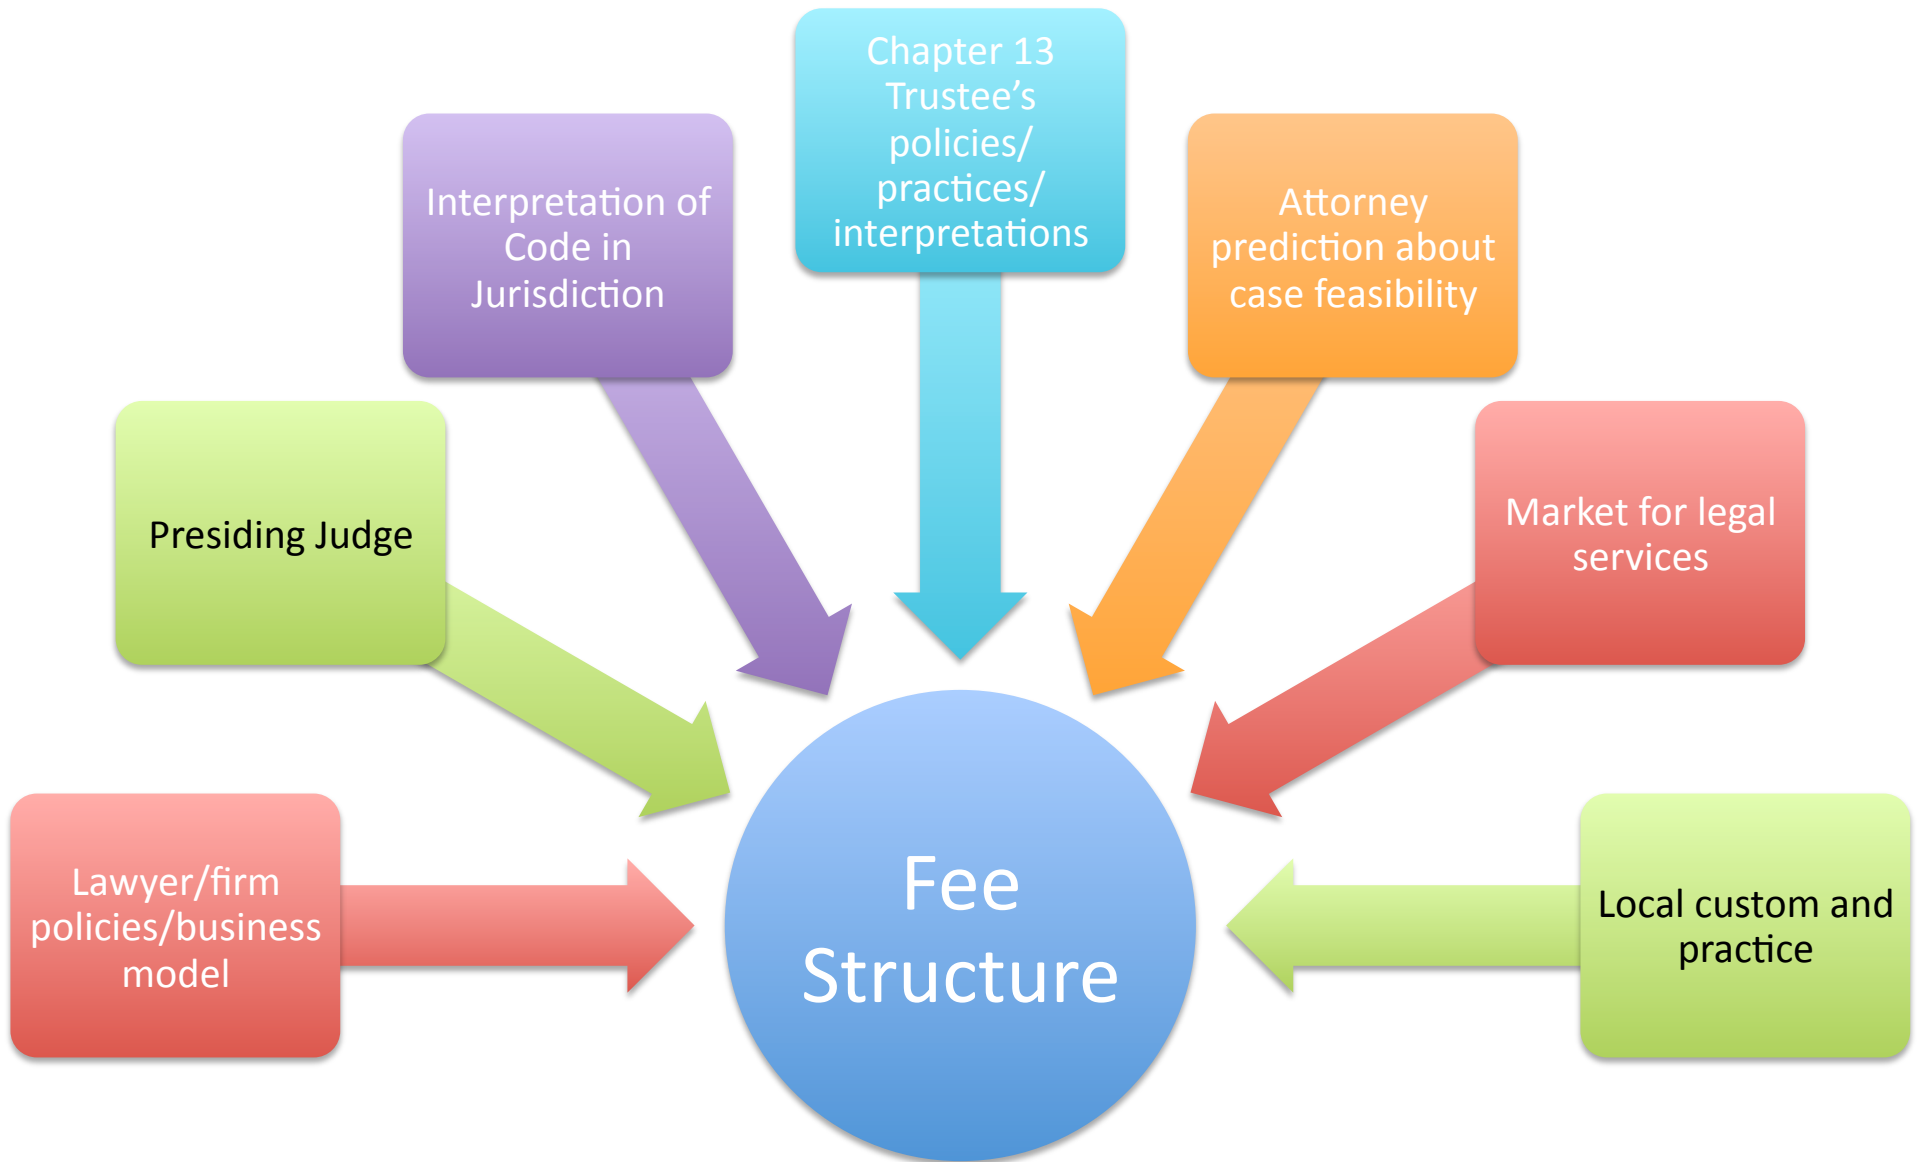 Chapter 13
Trustee’s
policies/
practices/
interpretations
Interpretation of
Code in
Jurisdiction
Attorney
prediction about
case feasibility
Presiding Judge
Market for legal
services
Lawyer/firm
policies/business
model
Fee
Structure
Local custom and
practice